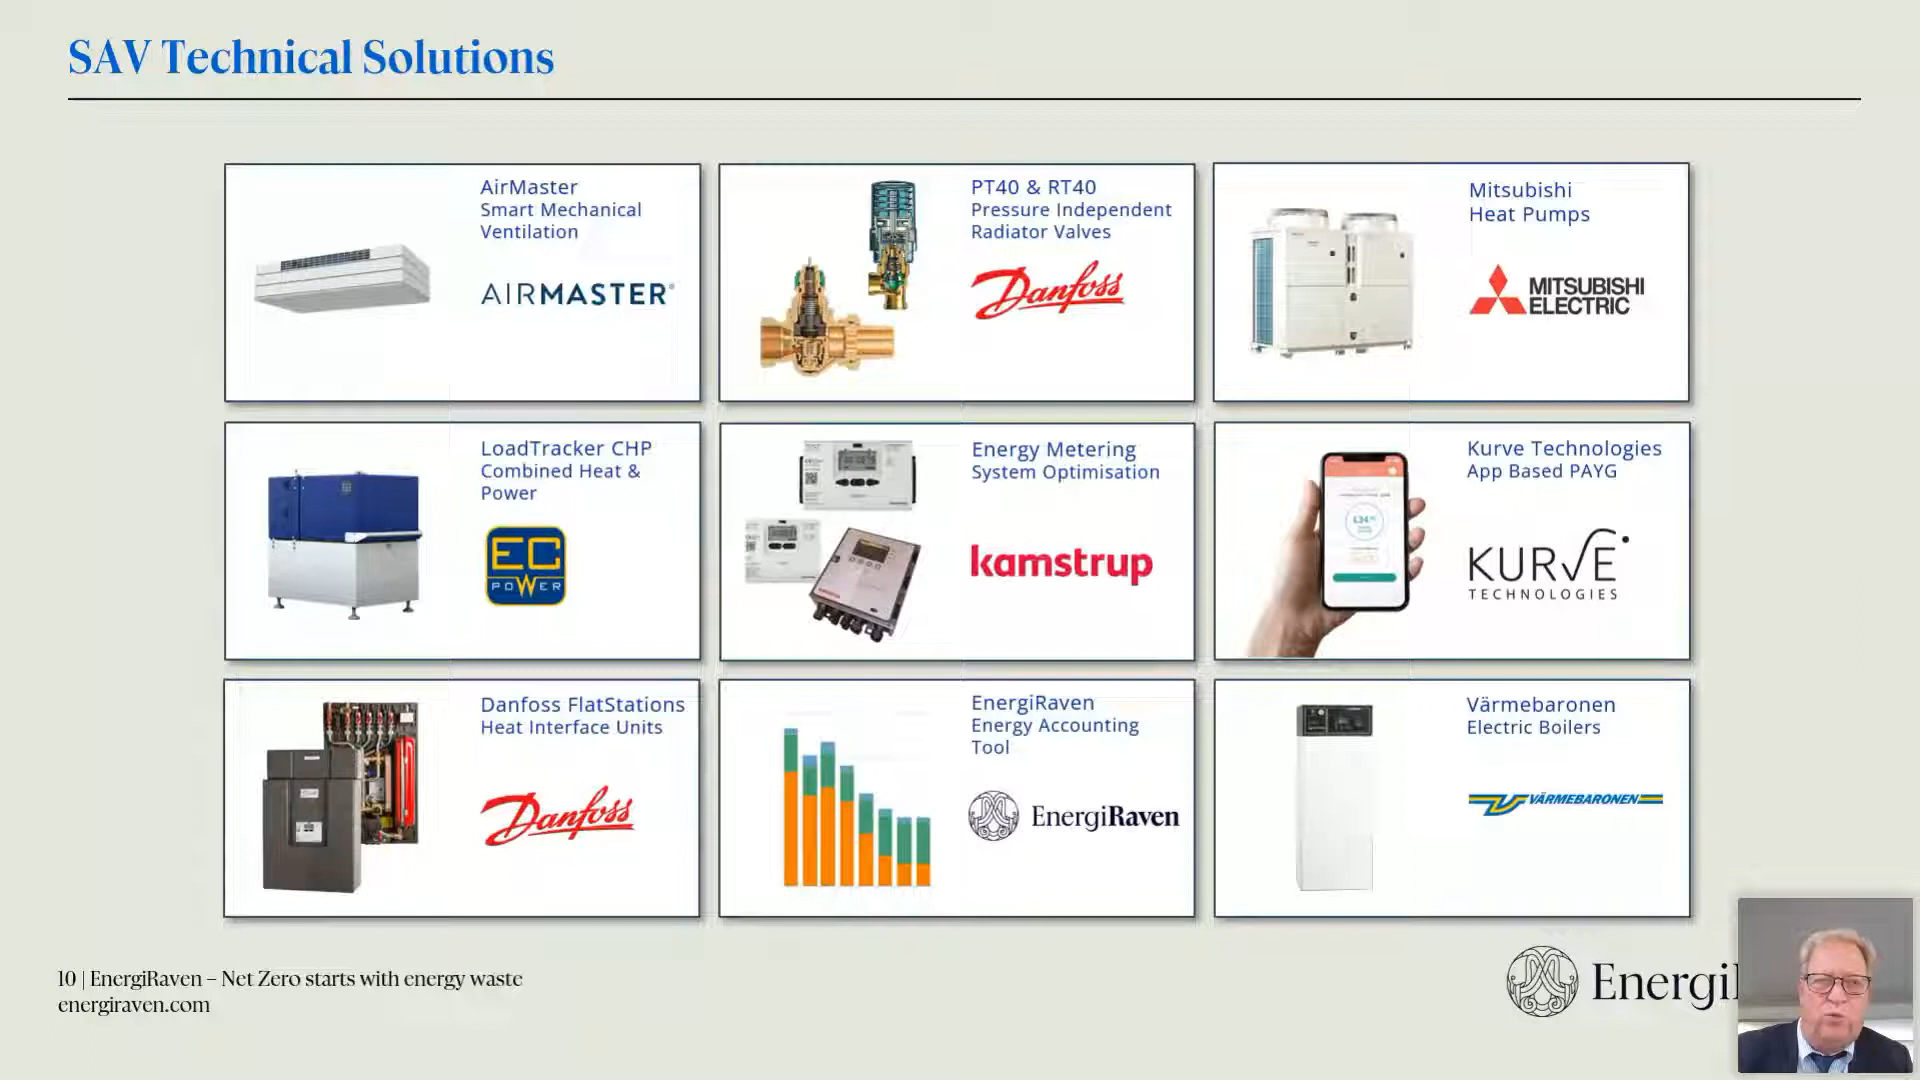 SAV Technical Solutions
AirMaster
Smart Mechanical
Ventilation
AIRMASTER®
PT40 & RT40
Pressure Independent
Radiator Valves
Danfoss
Mitsubishi
Heat Pumps
MITSUBISHI
ELECTRIC
LoadTracker CHP
Combined Heat &
Power
EC
POWER
Energy Metering
System Optimisation
kamstrup
Kurve Technologies
App Based PAYG
KURVE
TECHNOLOGIES
Danfoss FlatStations
Heat Interface Units
Danfoss
EnergiRaven
Energy Accounting
Tool
EnergiRaven
Värmebaronen
Electric Boilers
VÄRMEBARONEN
10 | EnergiRaven – Net Zero starts with energy waste
energiraven.com
Energi